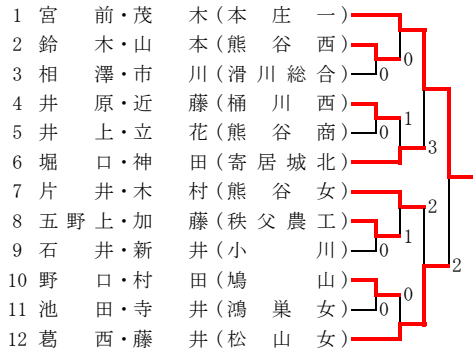 1 宮前・茂木(本庄一)
2 鈴木・山本(熊谷西) 0
3 相澤・市川(滑川総合) 0
4 井原・近藤(桶川西) 1
5 井上・立花(熊谷商) 0
6 堀口・神田(寄居城北) 3
7 片井・木村(熊谷女) 2
8 五野上・加藤(秩父農工) 1
9 石井・新井(小川) 0 2
10 野口・村田(鳩山) 0
11 池田・寺井(鴻巣女) 0
12 葛西・藤井(松山女)